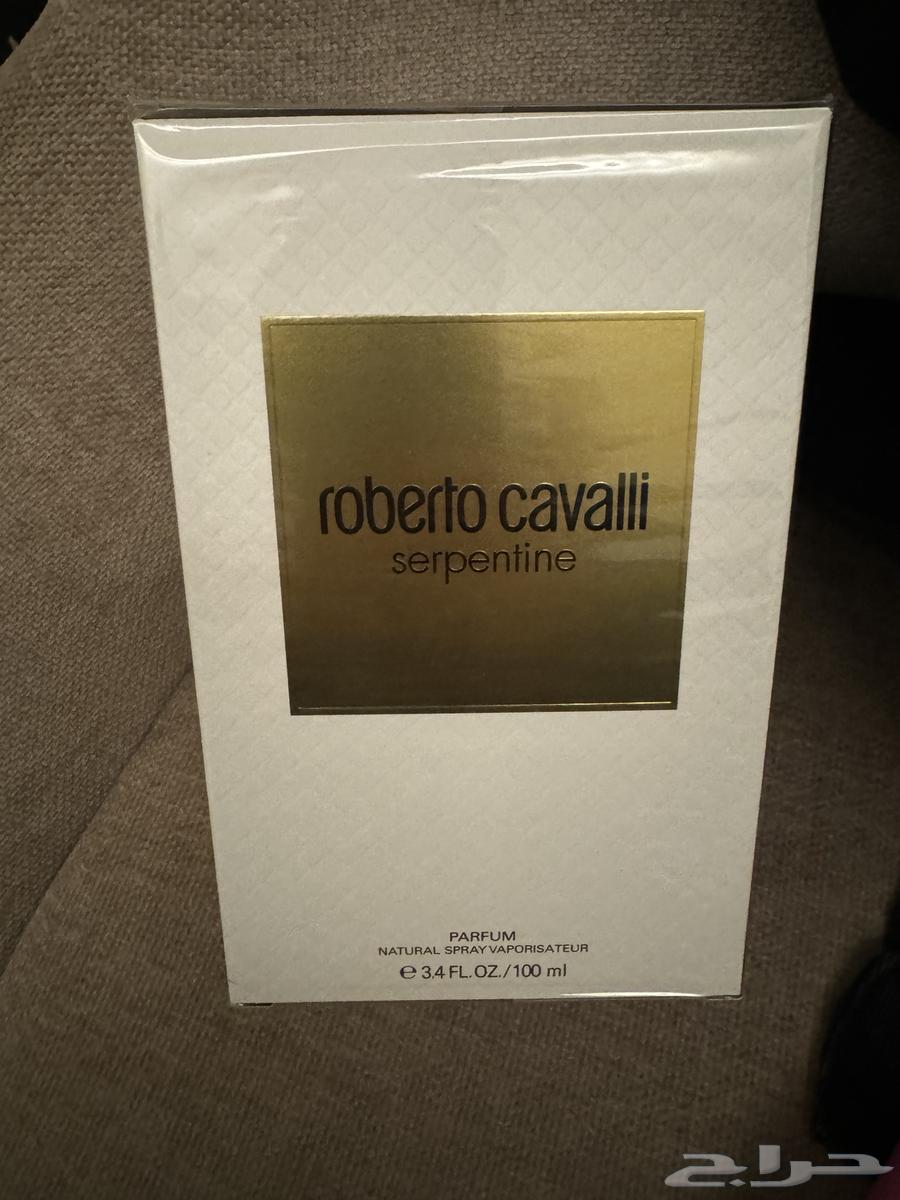 roberto cavalli
serpentine
PARFUM
NATURAL SPRAY VAPORISATEUR
e 3.4 FL. OZ./100 ml
حراج